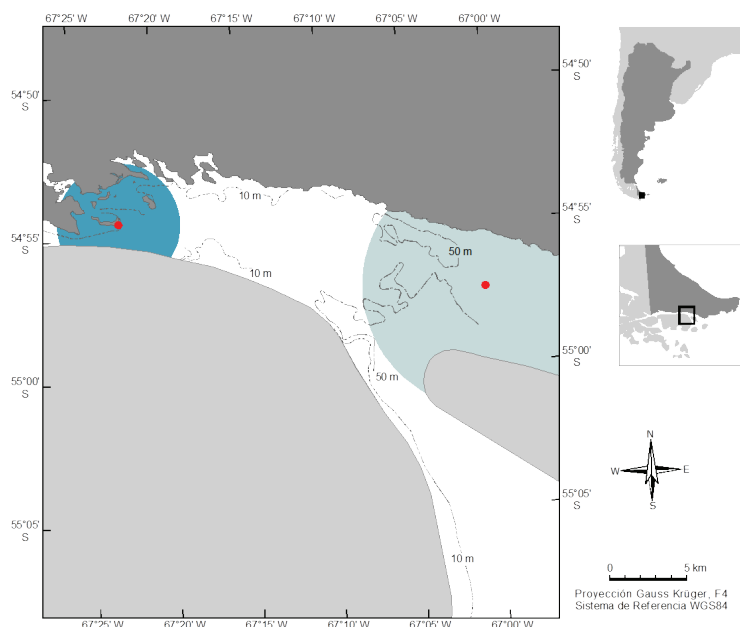 67°25' W 67°20' W 67°15' W 67°10' W 67°05' W 67°00' W
54°50'
S
54°50'
S
54°55'
S
54°55'
S
10 m
50 m
10 m
55°00'
S
55°00'
S
50 m
55°05'
S
55°05'
S
10 m
67°25' W 67°20' W 67°15' W 67°10' W 67°05' W 67°00' W
N
W
E
S
0
5 km
Proyección Gauss Krüger, F4
Sistema de Referencia WGS84